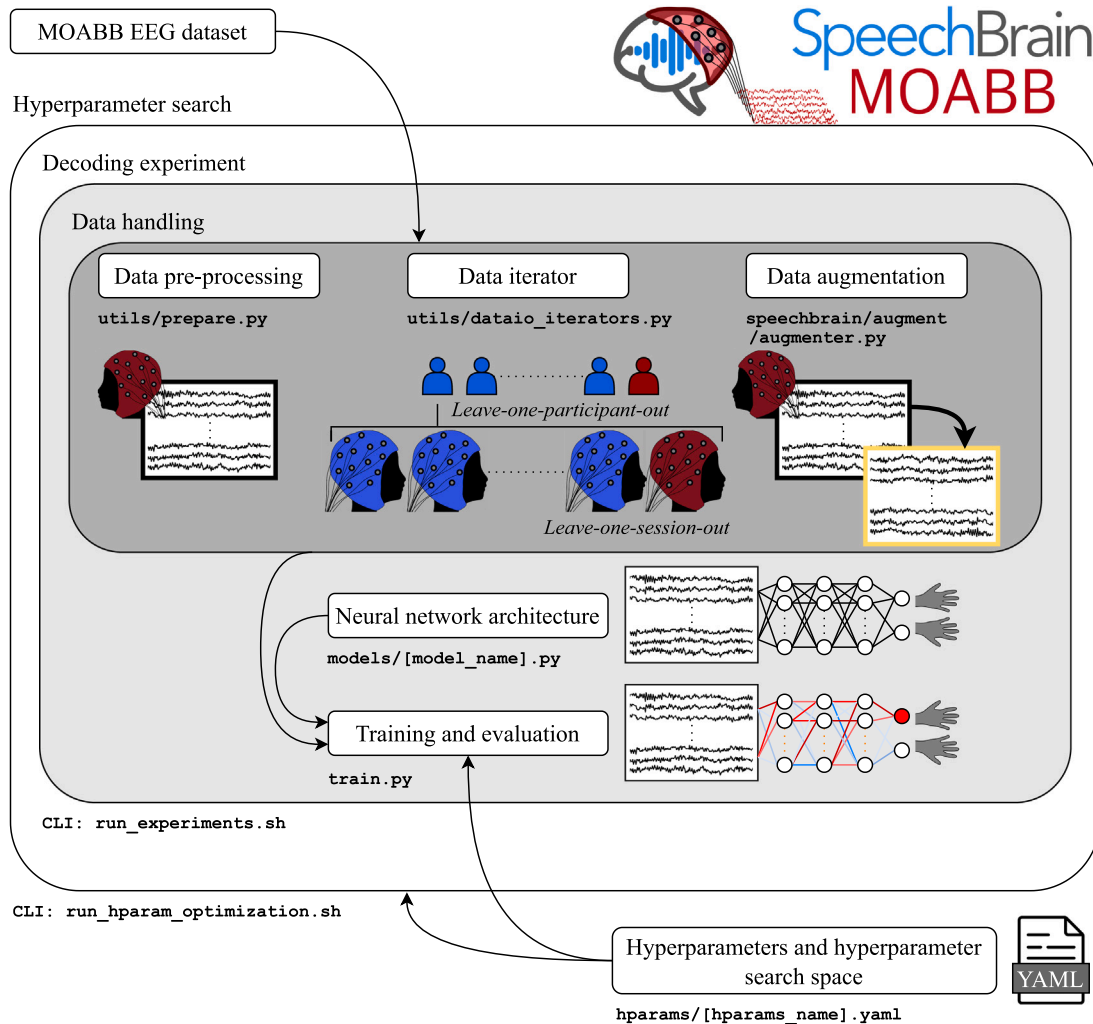 MOABB EEG dataset
SpeechBrain
MOABB
Hyperparameter search
Decoding experiment
Data handling
Data pre-processing
utils/prepare.py
Data iterator
utils/dataio_iterators.py
Data augmentation
speechbrain/augment
/augmenter.py
Leave-one-participant-out
Leave-one-session-out
Neural network architecture
models/[model_name].py
Training and evaluation
train.py
CLI: run_experiments.sh
CLI: run_hparam_optimization.sh
Hyperparameters and hyperparameter
search space
YAML
hparams/[hparams_name].yaml